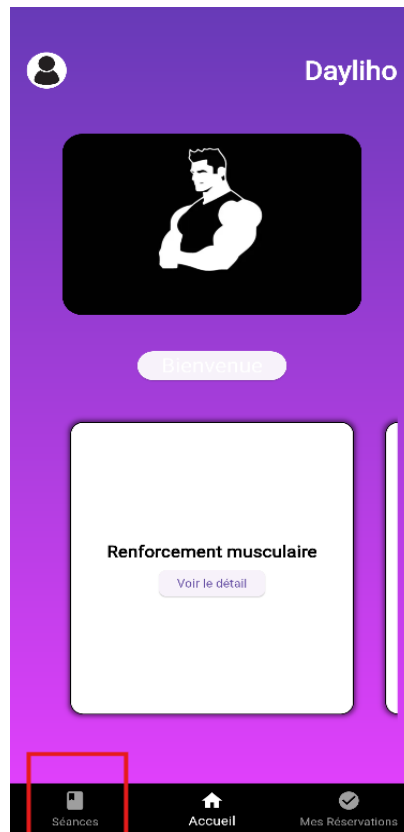 Dayliho
Bienvenue
Renforcement musculaire
Voir le détail
Séances
Accueil
Mes Réservations